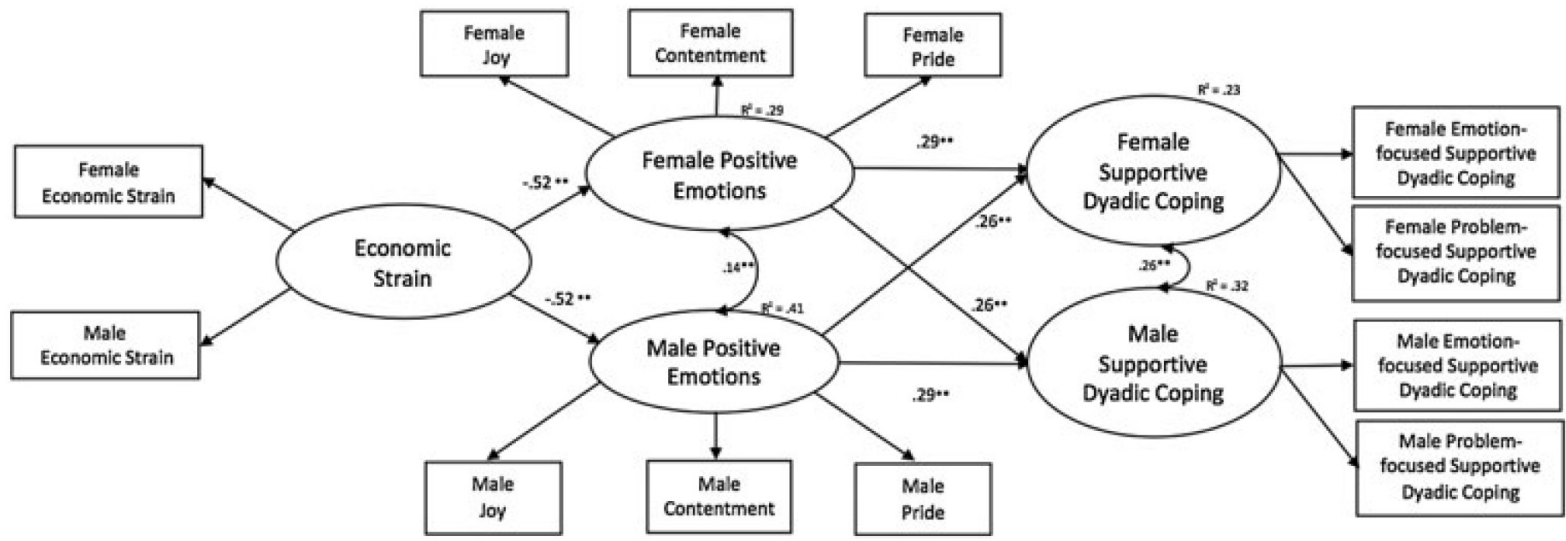 Female
Joy
Female
Contentment
Female
Pride
R² = .29
R² = .23
Female
Economic Strain
-.52 **
Female Positive
Emotions
.29**
Female
Supportive
Dyadic Coping
Female Emotion-
focused Supportive
Dyadic Coping
Female Problem-
focused Supportive
Dyadic Coping
Economic
Strain
.14**
.26**
.26**
.26**
Male
Economic Strain
-.52 **
R² = .41
R² = .32
Male Positive
Emotions
.29**
Male
Supportive
Dyadic Coping
Male Emotion-
focused Supportive
Dyadic Coping
Male Problem-
focused Supportive
Dyadic Coping
Male
Joy
Male
Contentment
Male
Pride